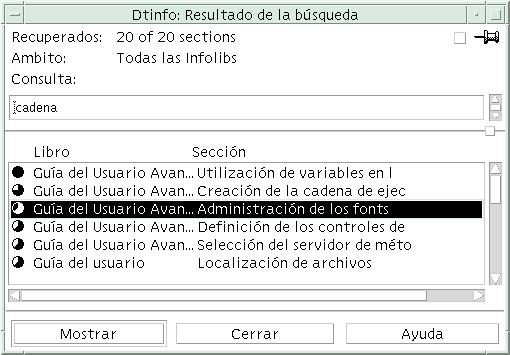 Dtinfo: Resultado de la búsqueda
Recuperados: 20 of 20 sections
Ambito: Todas las Infolibs
Consulta:
cadena
Libro Sección
Guía del Usuario Avan... Utilización de variables en l
Guía del Usuario Avan... Creación de la cadena de ejec
Guía del Usuario Avan... Administración de los fonts
Guía del Usuario Avan... Definición de los controles de
Guía del Usuario Avan... Selección del servidor de méto
Guía del usuario Localización de archivos
Mostrar Cerrar Ayuda